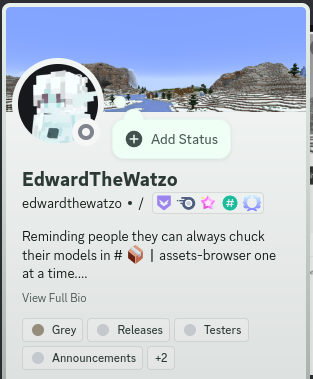 Add Status
EdwardTheWatzo
edwardthewatzo • /
Reminding people they can always chuck
their models in # 📦 | assets-browser one
at a time....
View Full Bio
Grey Releases Testers
Announcements +2